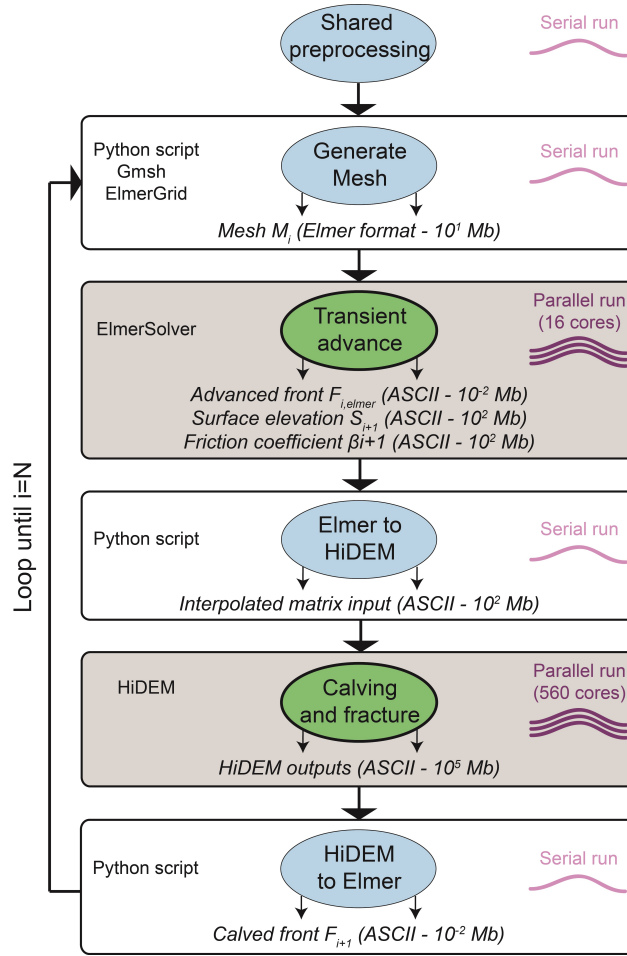 Shared
preprocessing
Serial run
Python script
Gmsh
ElmerGrid
Generate
Mesh
Serial run
Mesh M_i (Elmer format - 10¹ Mb)
ElmerSolver
Transient
advance
Parallel run
(16 cores)
Advanced front F_i,elmer (ASCII - 10⁻² Mb)
Surface elevation S_i+1 (ASCII - 10² Mb)
Friction coefficient βi+1 (ASCII - 10² Mb)
Loop until i=N
Python script
Elmer to
HiDEM
Serial run
Interpolated matrix input (ASCII - 10² Mb)
HiDEM
Calving
and fracture
Parallel run
(560 cores)
HiDEM outputs (ASCII - 10⁵ Mb)
Python script
HiDEM
to Elmer
Serial run
Calved front F_i+1 (ASCII - 10⁻² Mb)